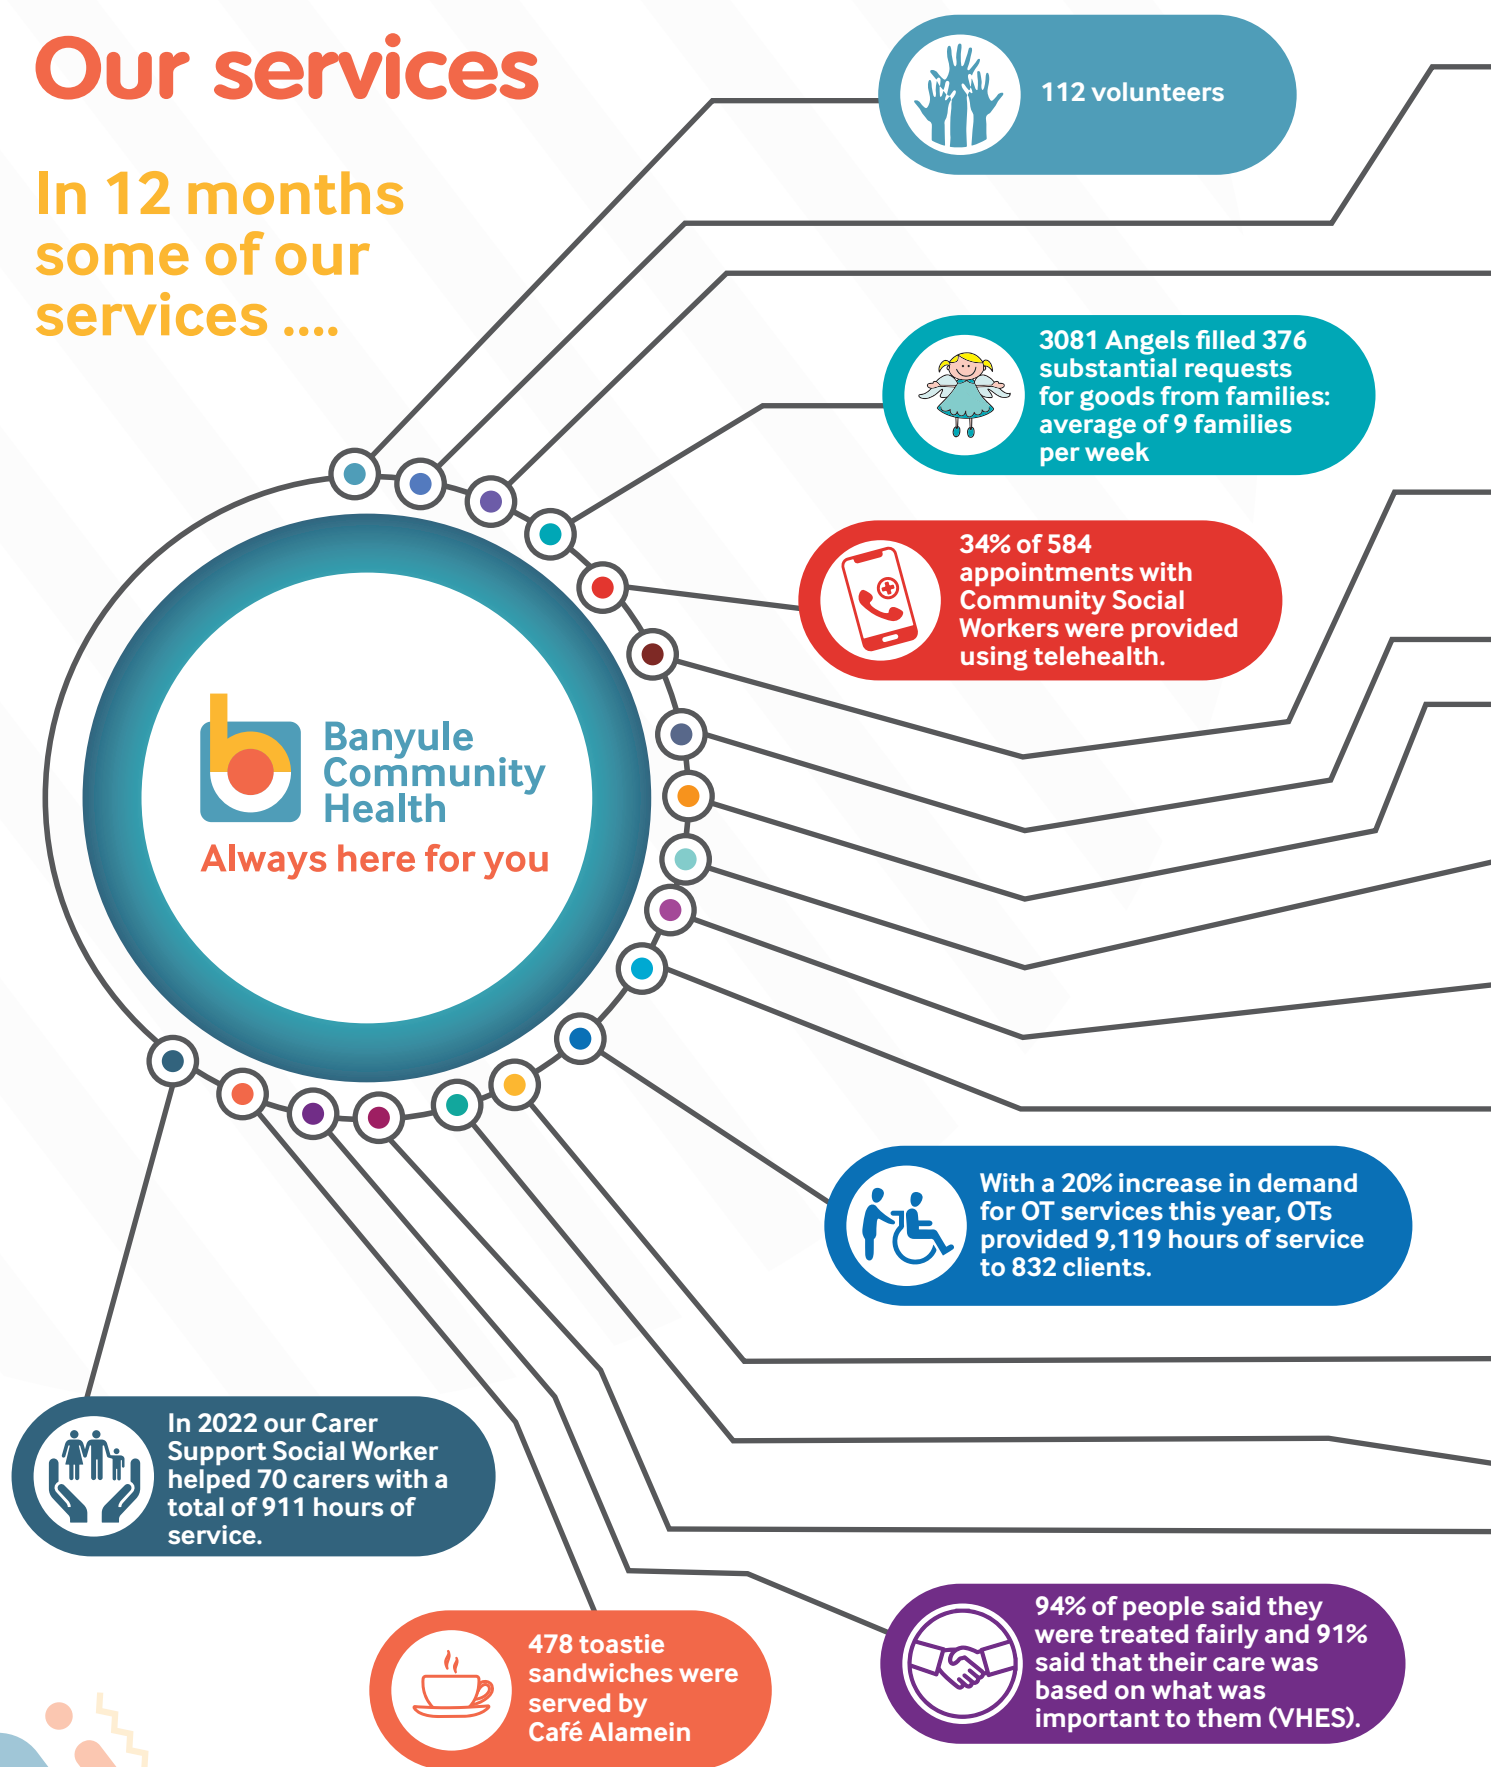 Our services
In 12 months
some of our
services ....
112 volunteers
3081 Angels filled 376
substantial requests
for goods from families:
average of 9 families
per week
34% of 584
appointments with
Community Social
Workers were provided
using telehealth.
Banyule
Community
Health
Always here for you
With a 20% increase in demand
for OT services this year, OTs
provided 9,119 hours of service
to 832 clients.
In 2022 our Carer
Support Social Worker
helped 70 carers with a
total of 911 hours of
service.
478 toastie
sandwiches were
served by
Café Alamein
94% of people said they
were treated fairly and 91%
said that their care was
based on what was
important to them (VHES).